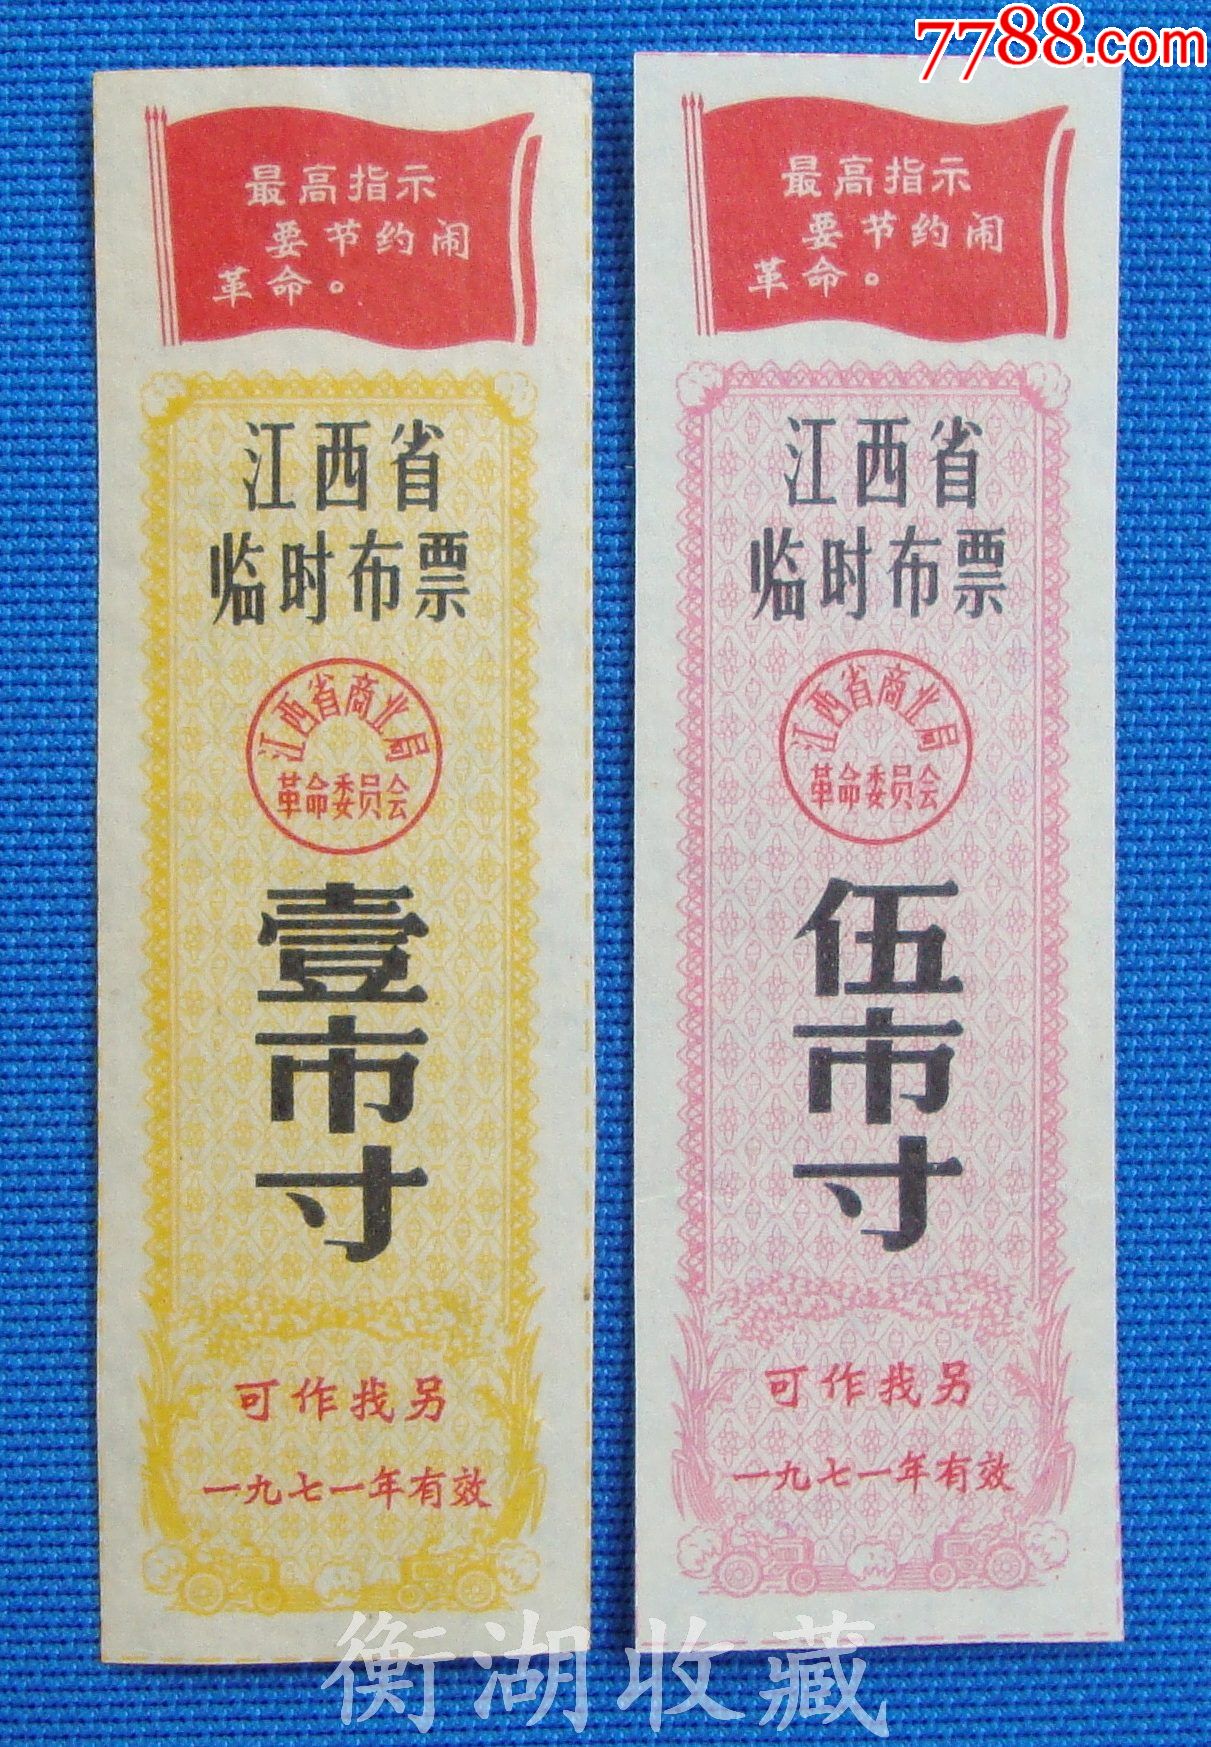 7788.com
最高指示
要节约闹
革命。
江西省
临时布票
江西省商业局
革命委员会
壹市寸
可作找另
一九七一年有效
最高指示
要节约闹
革命。
江西省
临时布票
江西省商业局
革命委员会
伍市寸
可作找另
一九七一年有效
衡湖收藏